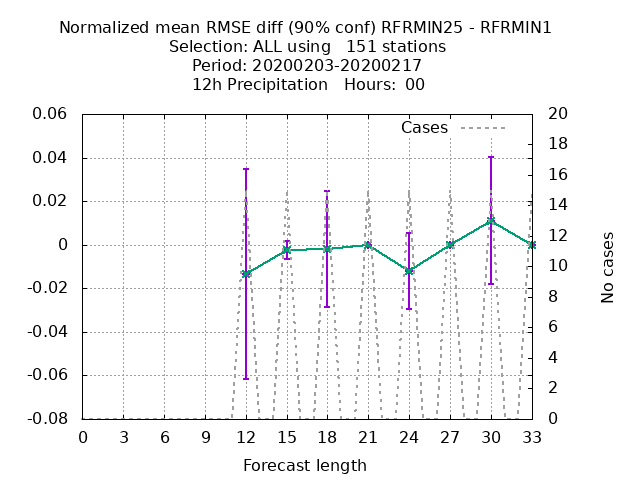 Normalized mean RMSE diff (90% conf) RFRMIN25 - RFRMIN1
Selection: ALL using   151 stations
Period: 20200203-20200217
12h Precipitation   Hours:  00
Cases
0.06
0.04
0.02
0
-0.02
-0.04
-0.06
-0.08
20
18
16
14
12
10
8
6
4
2
0
No cases
0 3 6 9 12 15 18 21 24 27 30 33
Forecast length